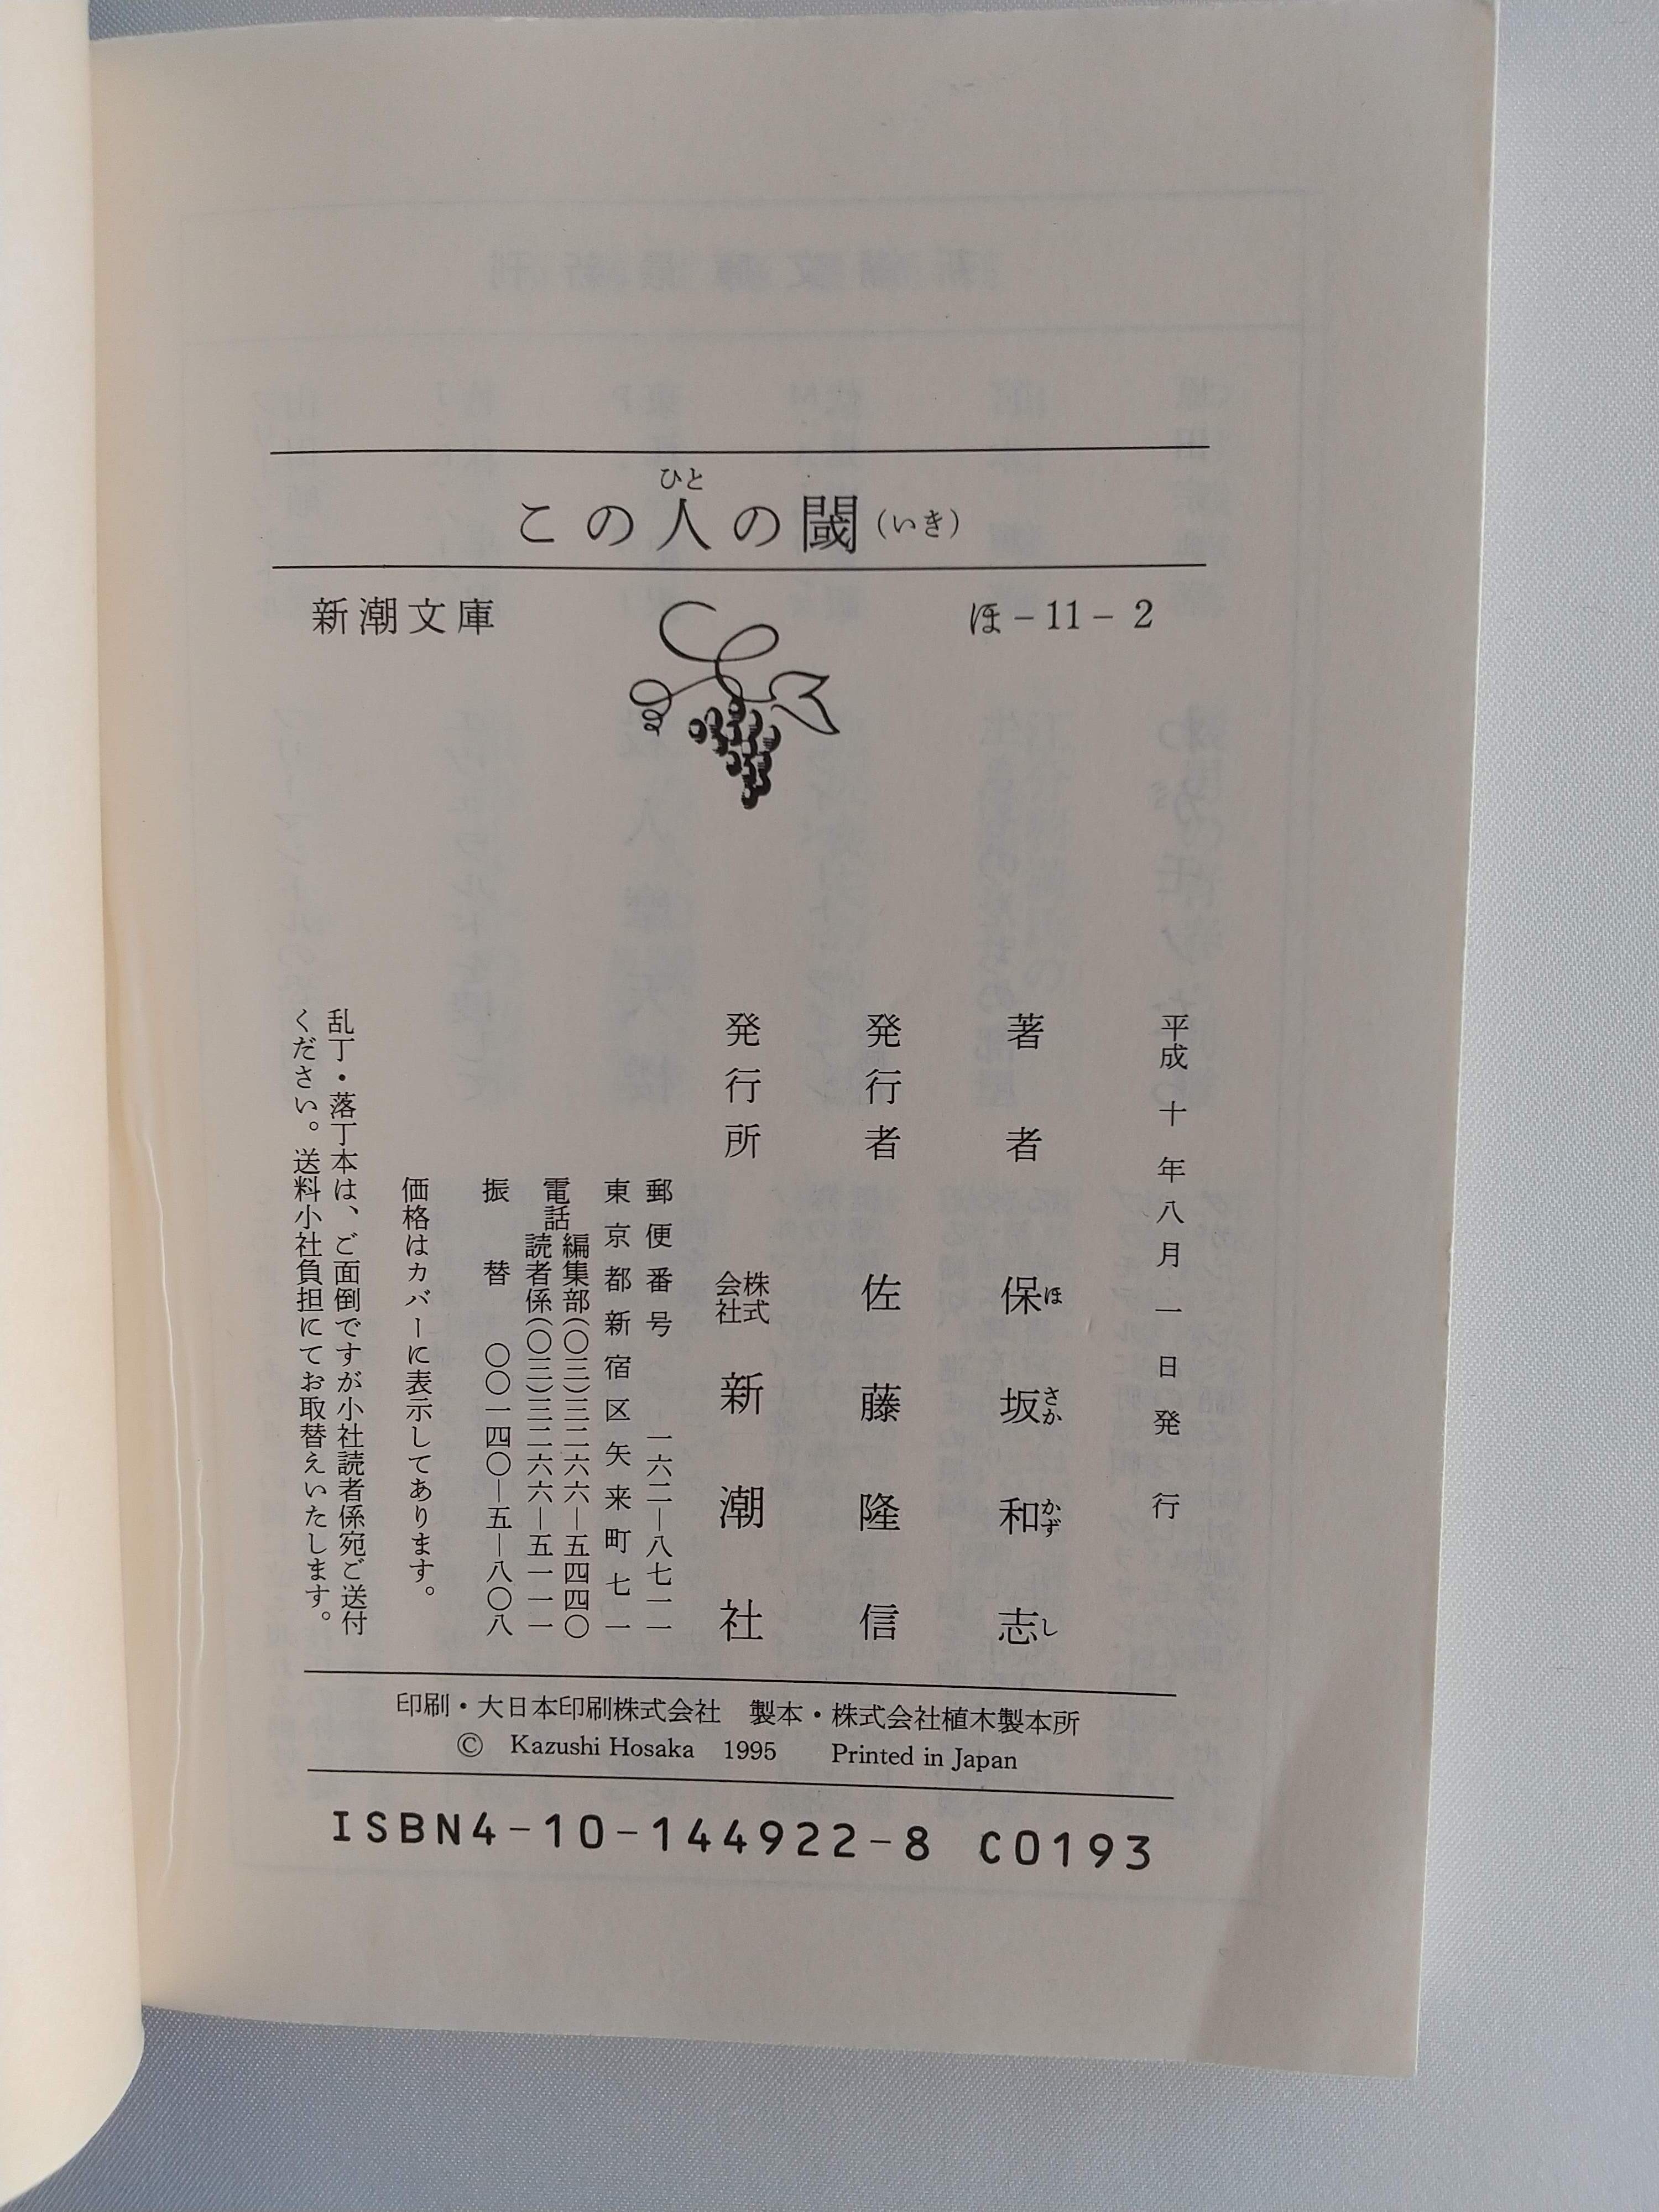 この人の閾（いき）
ひと
新潮文庫
ほ-11-2
平成十年八月一日発行
著者 保坂和志
ほさかかずし
発行者 佐藤隆信
発行所 株式会社 新潮社
郵便番号 一六二―八七一一
東京都新宿区矢来町七一
電話 編集部(〇三)三二六六―五四四〇
読者係(〇三)三二六六―五一一一
振替 〇〇一四〇―五―八〇八
価格はカバーに表示してあります。
乱丁・落丁本は、ご面倒ですが小社読者係宛ご送付
ください。送料小社負担にてお取替えいたします。
印刷・大日本印刷株式会社 製本・株式会社植木製本所
© Kazushi Hosaka 1995 Printed in Japan
ISBN4-10-144922-8 C0193